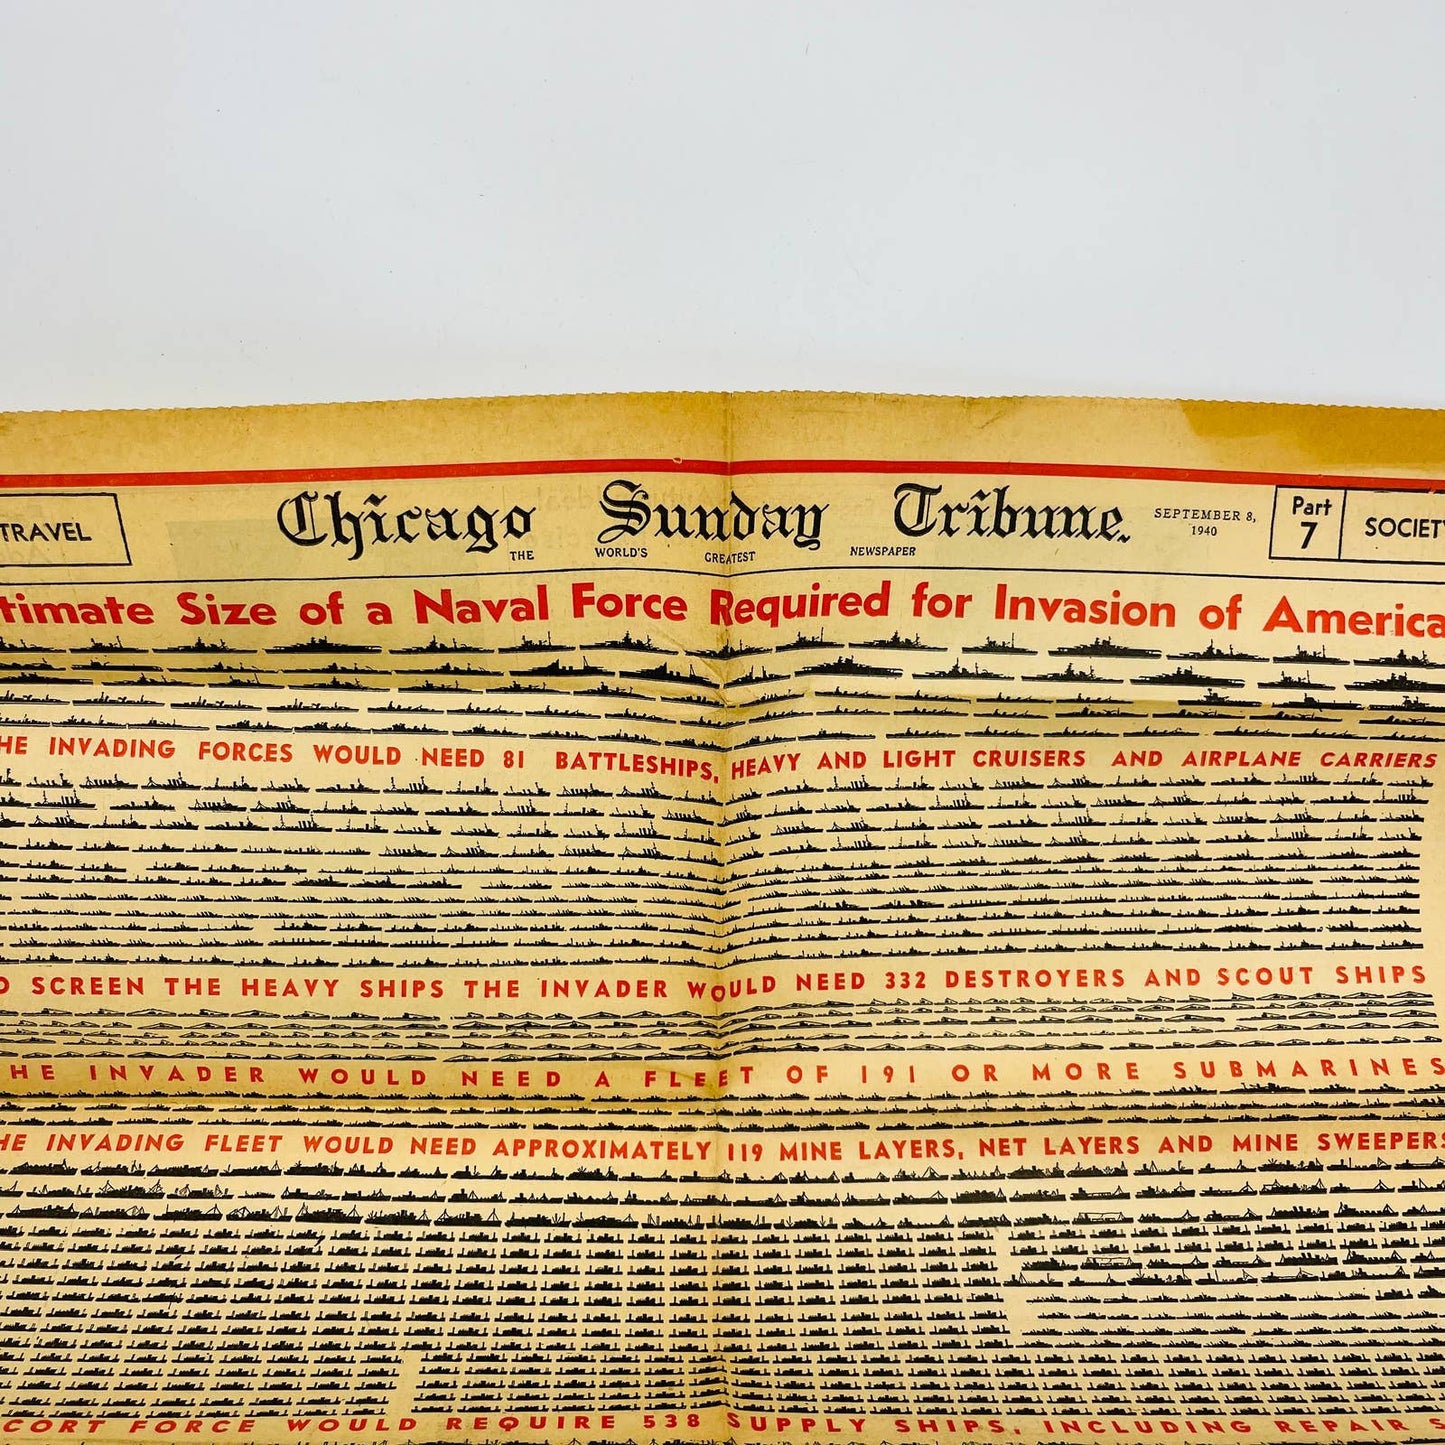 TRAVEL
Chicago Sunday Tribune.
THE WORLD'S GREATEST NEWSPAPER
SEPTEMBER 8,
1940
Part
7
SOCIETY
timate Size of a Naval Force Required for Invasion of America
HE INVADING FORCES WOULD NEED 81 BATTLESHIPS, HEAVY AND LIGHT CRUISERS AND AIRPLANE CARRIERS
O SCREEN THE HEAVY SHIPS THE INVADER WOULD NEED 332 DESTROYERS AND SCOUT SHIPS
HE INVADER WOULD NEED A FLEET OF 191 OR MORE SUBMARINES
HE INVADING FLEET WOULD NEED APPROXIMATELY 119 MINE LAYERS, NET LAYERS AND MINE SWEEPERS
CORT FORCE WOULD REQUIRE 538 SUPPLY SHIPS, INCLUDING REPAIR S